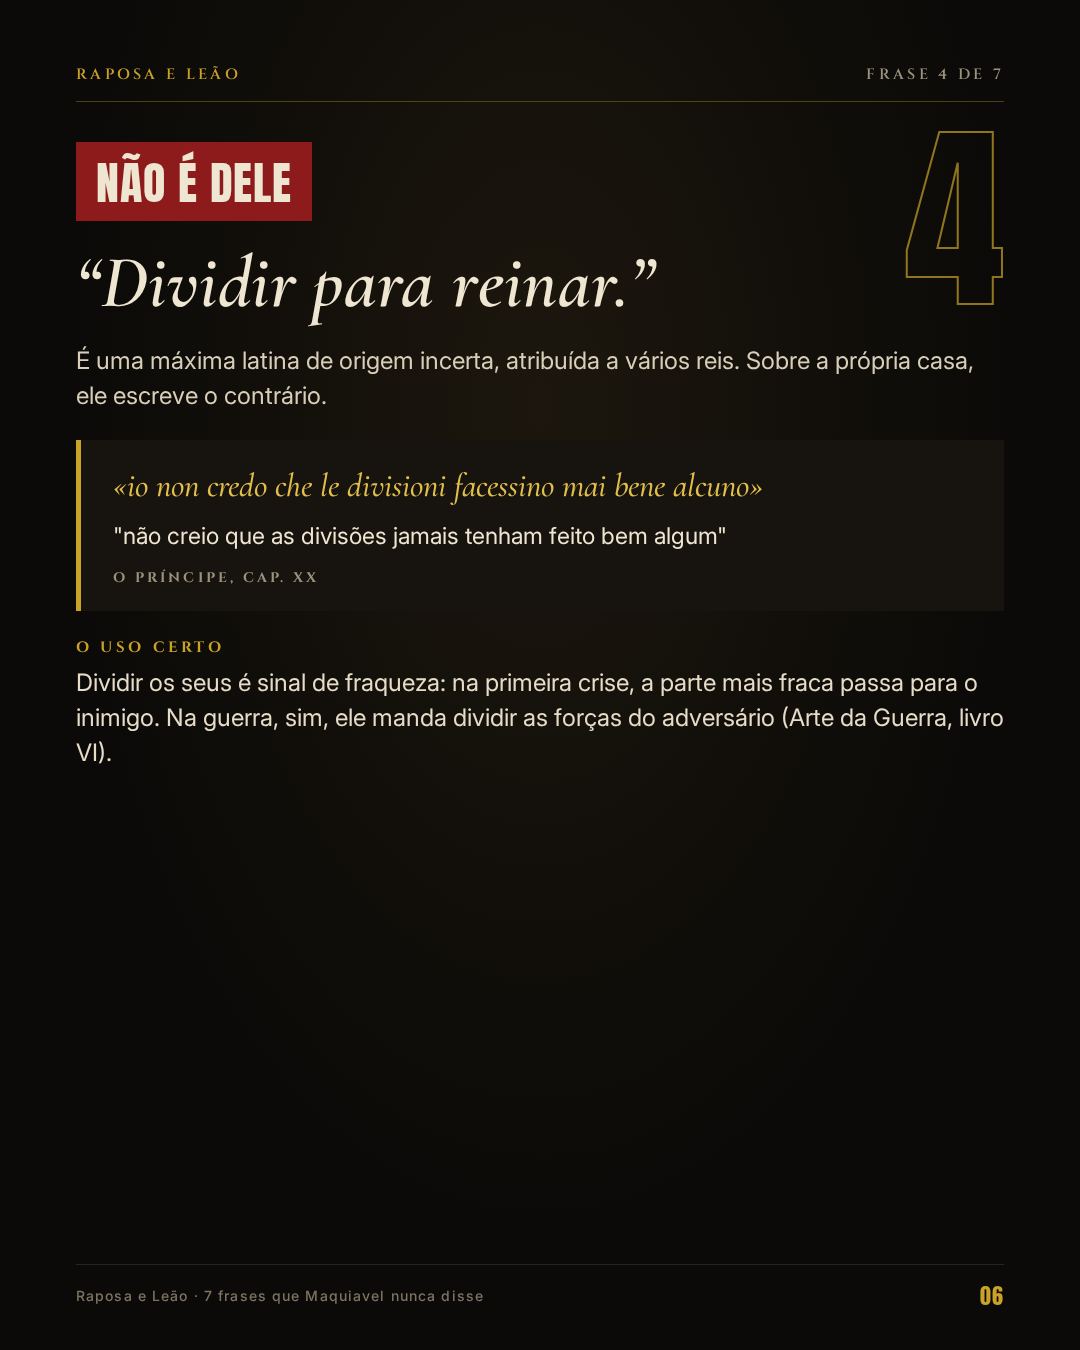 RAPOSA E LEÃO
FRASE 4 DE 7
NÃO É DELE
4
“Dividir para reinar.”
É uma máxima latina de origem incerta, atribuída a vários reis. Sobre a própria casa,
ele escreve o contrário.
«io non credo che le divisioni facessino mai bene alcuno»
"não creio que as divisões jamais tenham feito bem algum"
O PRÍNCIPE, CAP. XX
O USO CERTO
Dividir os seus é sinal de fraqueza: na primeira crise, a parte mais fraca passa para o
inimigo. Na guerra, sim, ele manda dividir as forças do adversário (Arte da Guerra, livro
VI).
Raposa e Leão · 7 frases que Maquiavel nunca disse
06